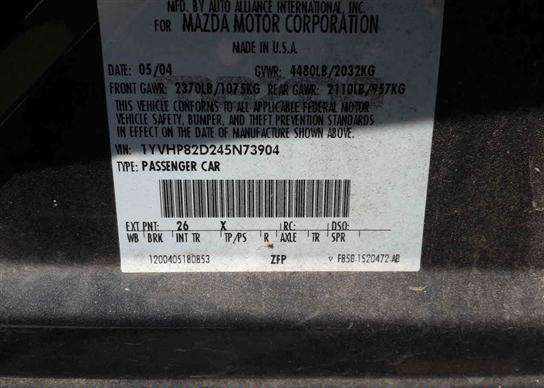 MFD. BY AUTO ALLIANCE INTERNATIONAL, INC.
FOR MAZDA MOTOR CORPORATION
MADE IN U.S.A.
DATE: 05/04 GVWR: 4480LB/2032KG
FRONT GAWR: 2370LB/1075KG REAR GAWR: 2110LB/957KG
THIS VEHICLE CONFORMS TO ALL APPLICABLE FEDERAL MOTOR
VEHICLE SAFETY, BUMPER, AND THEFT PREVENTION STANDARDS
IN EFFECT ON THE DATE OF MANUFACTURE SHOWN ABOVE.
VIN: 1YVHP82D245N73904
TYPE: PASSENGER CAR
EXT PNT: 26 X RC: DSO:
WB BRK INT TR TP/PS R AXLE TR SPR
1200405180853 ZFP V F85B-1520472-AB